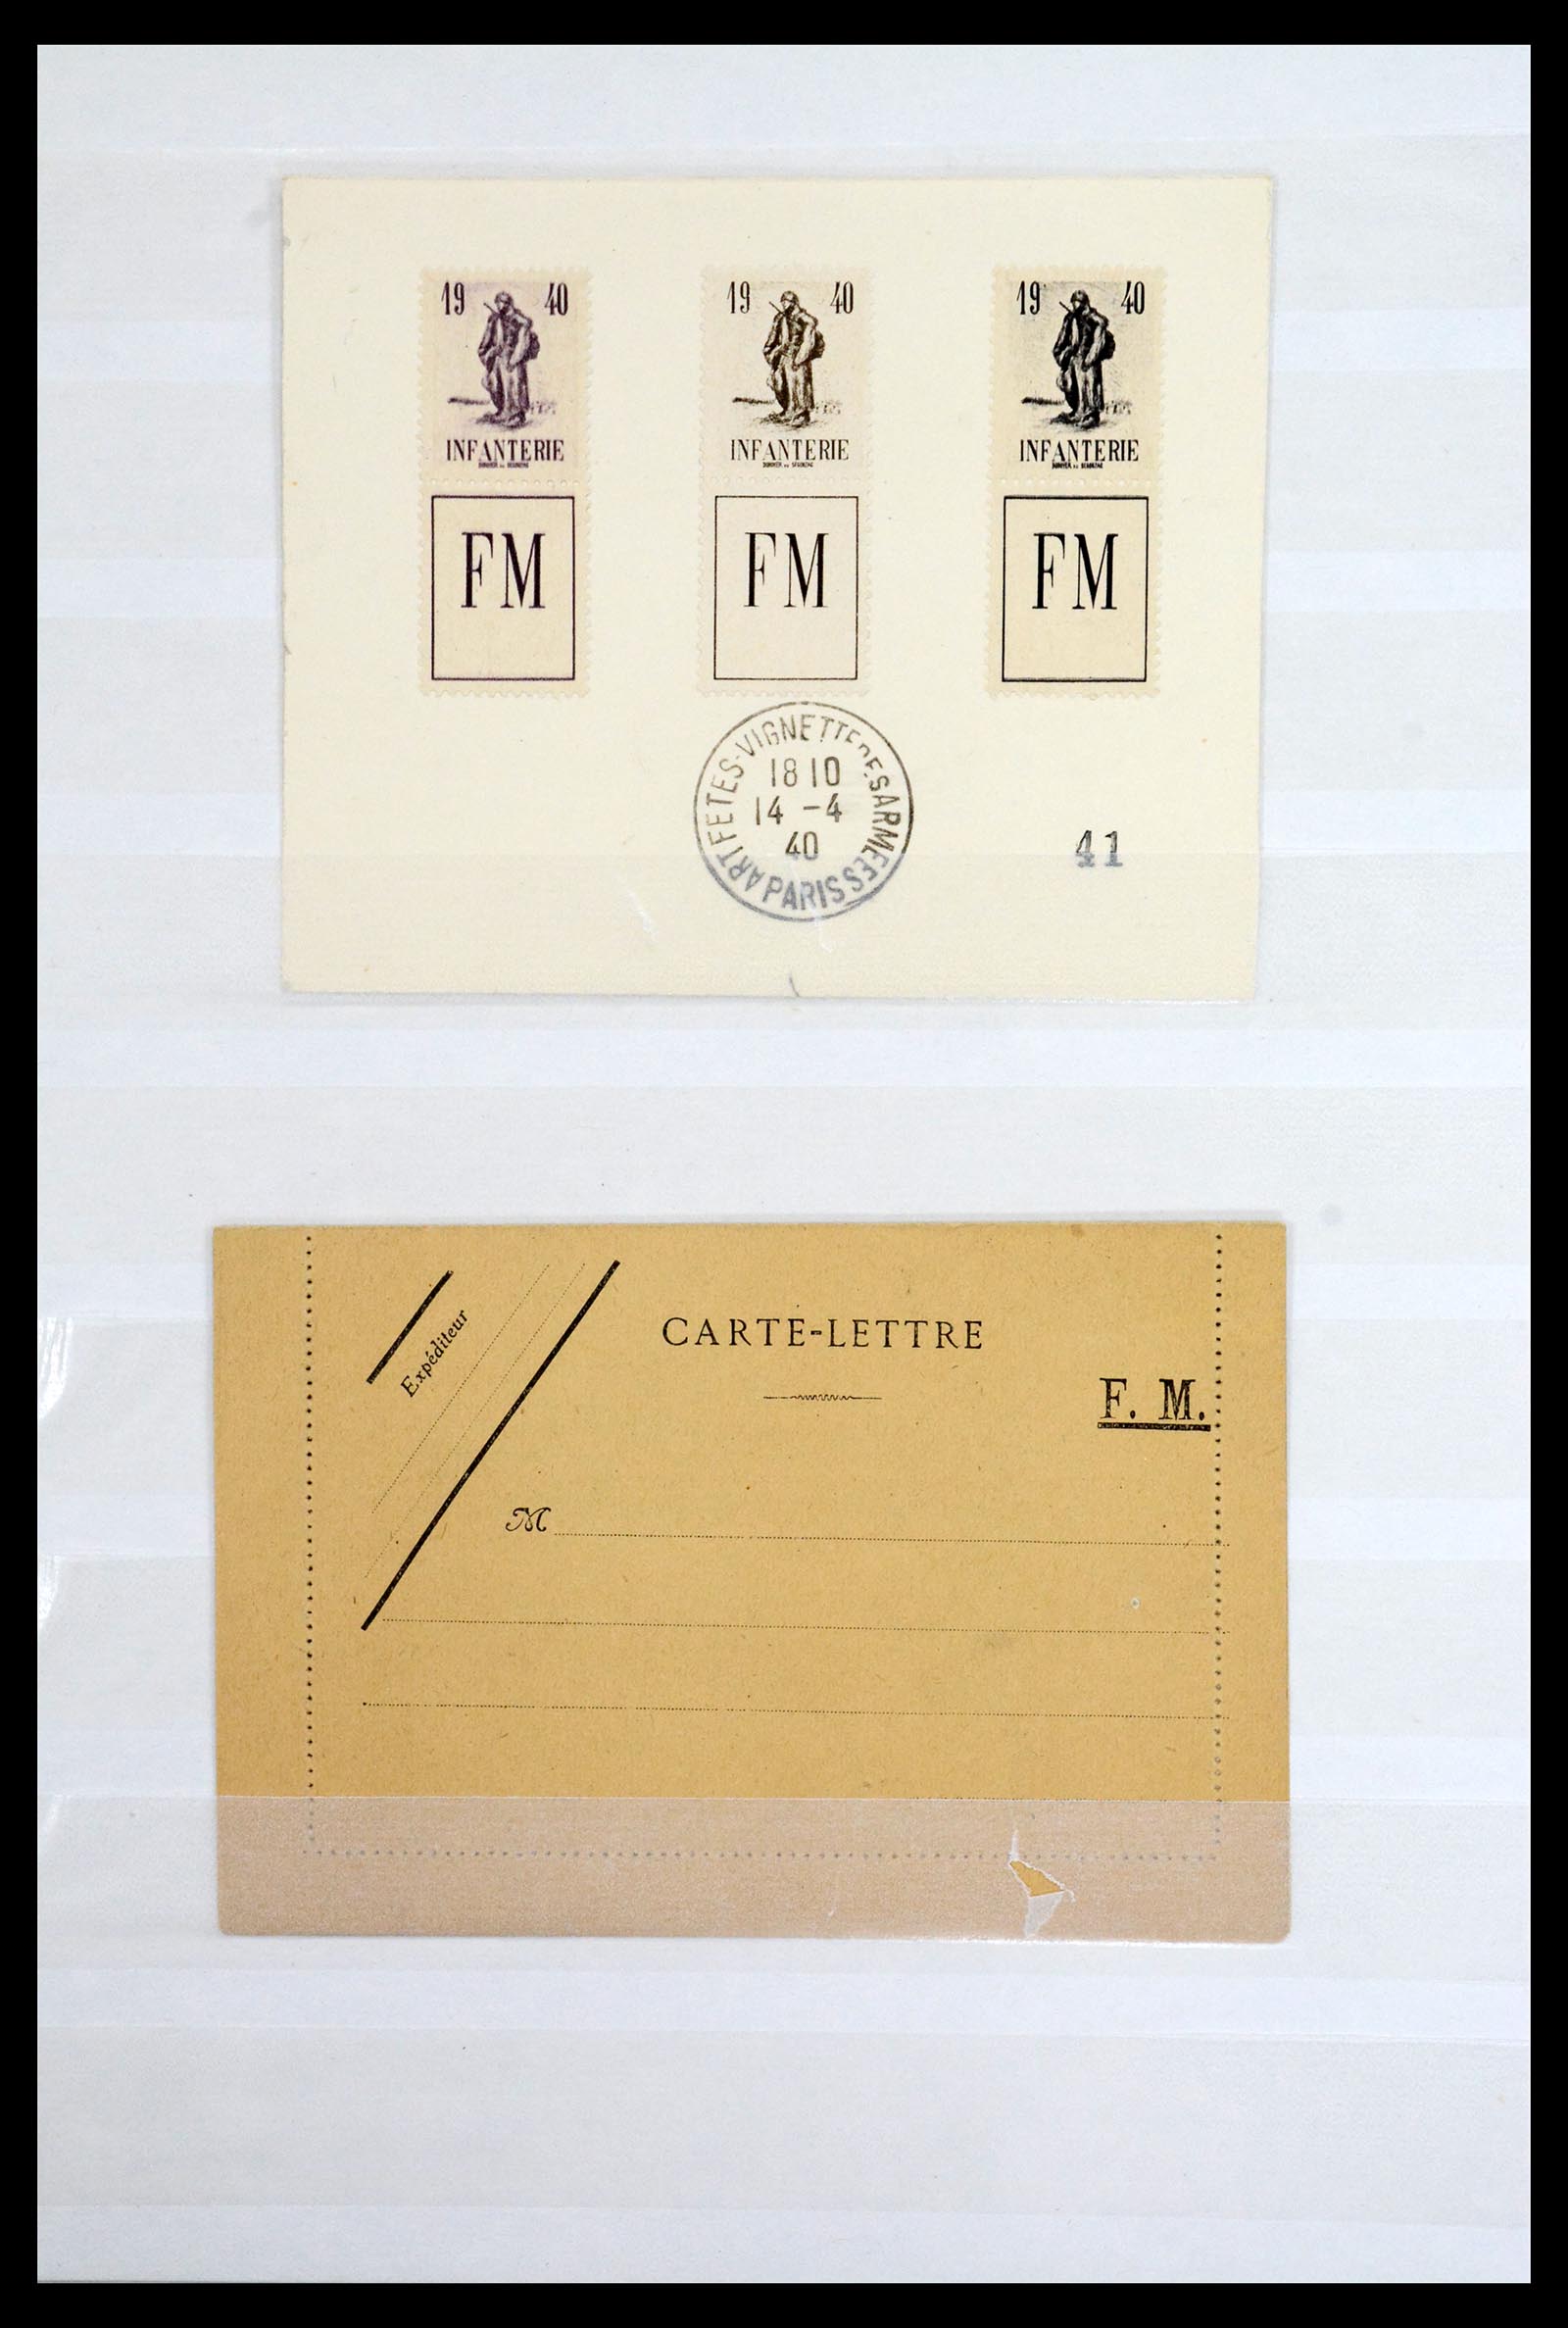 19 40
INFANTERIE
19 40
INFANTERIE
19 40
INFANTERIE
FM
FM
FM
ART FETES-VIGNETTE DES ARMEES
18 10
14 -4
40
PARIS
41
Expéditeur
CARTE-LETTRE
F. M.
M